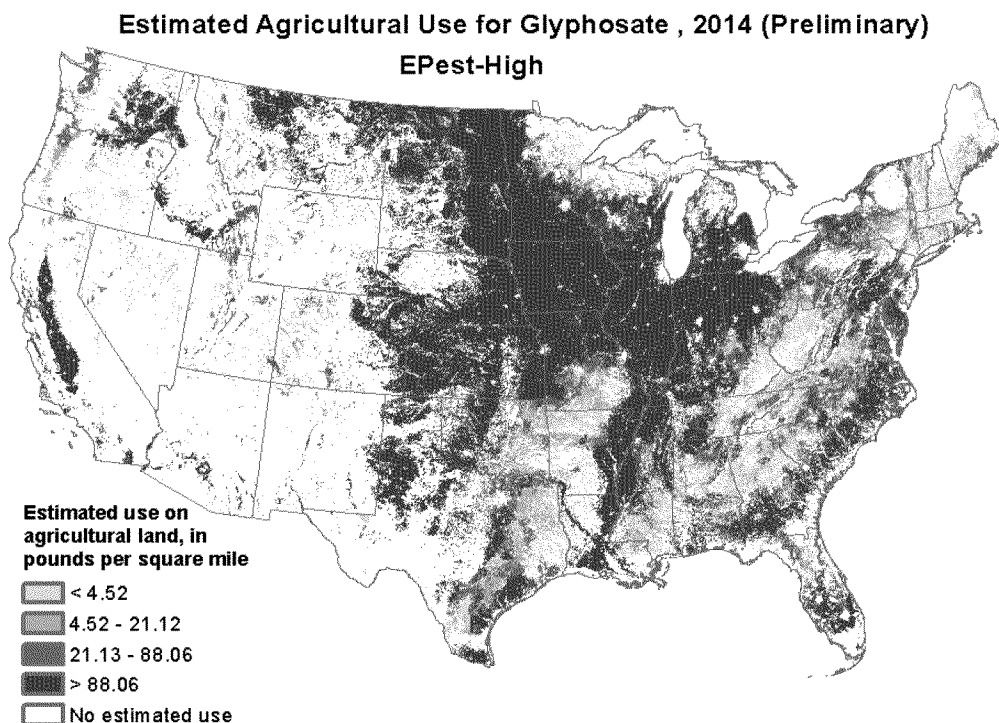 Estimated Agricultural Use for Glyphosate , 2014 (Preliminary)
EPest-High
Estimated use on
agricultural land, in
pounds per square mile
< 4.52
4.52 - 21.12
21.13 - 88.06
> 88.06
No estimated use